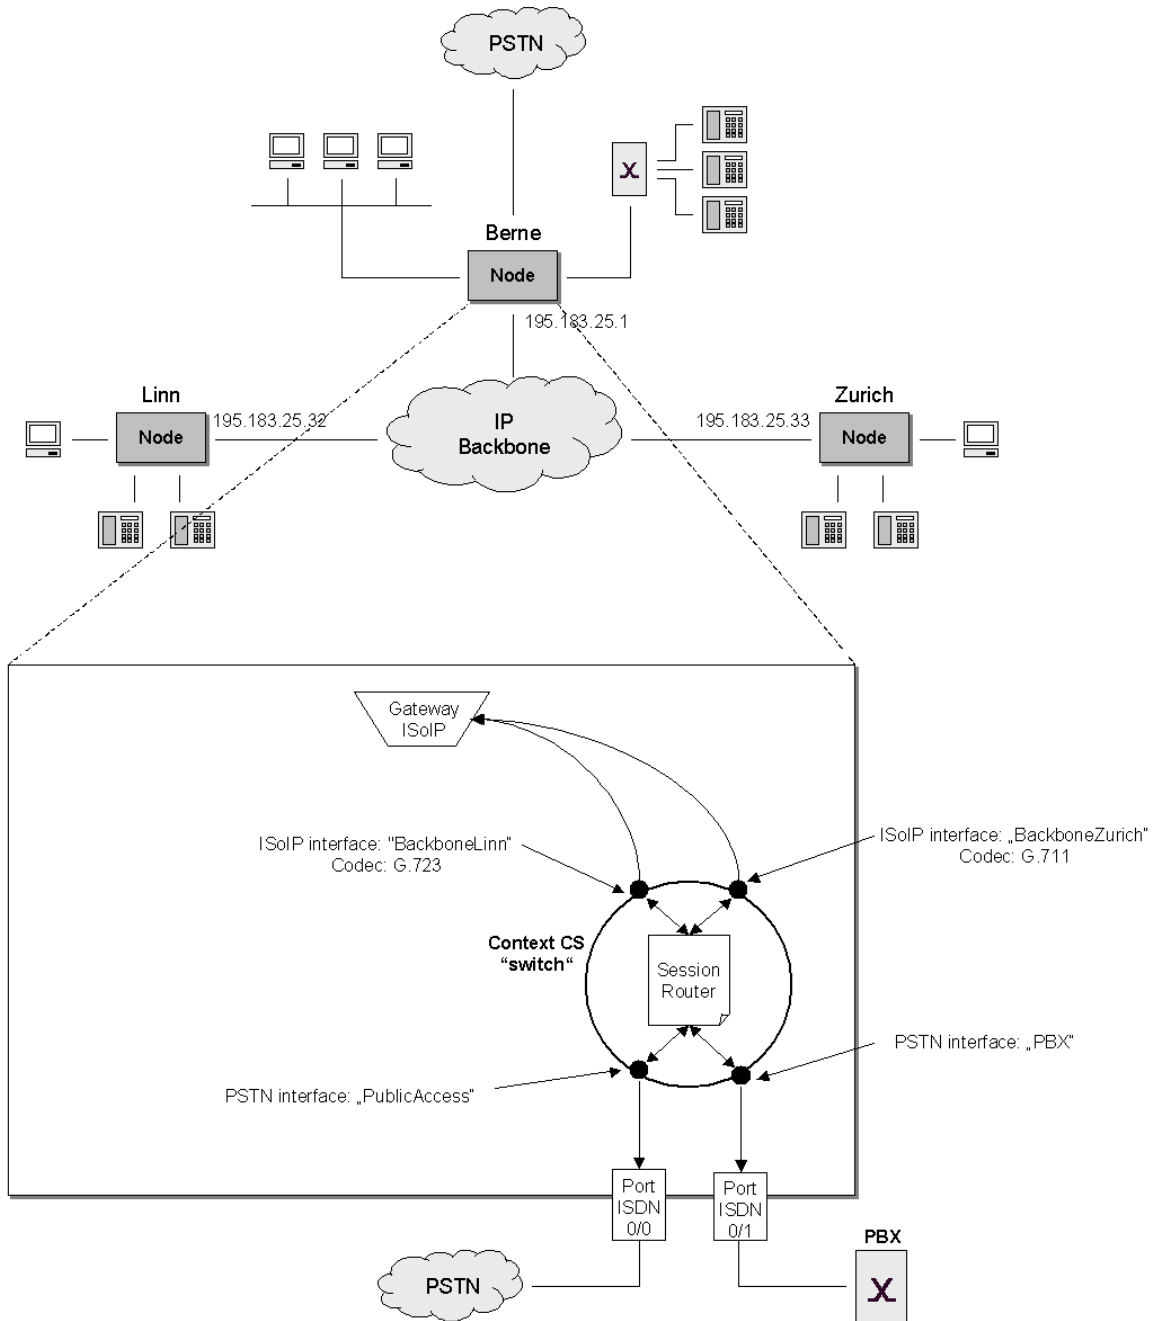 PSTN
X
Berne
Node
195.183.25.1
Linn
Node
195.183.25.32
IP
Backbone
195.183.25.33
Zurich
Node
Gateway
ISoIP
ISoIP interface: "BackboneLinn"
Codec: G.723
ISoIP interface: „BackboneZurich"
Codec: G.711
Context CS
“switch“
Session
Router
PSTN interface: „PBX"
PSTN interface: „PublicAccess"
Port
ISDN
0/0
Port
ISDN
0/1
PSTN
PBX
X